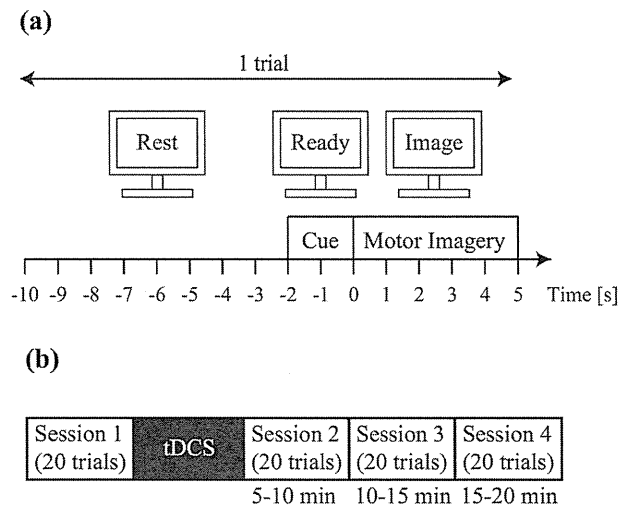 (a)
1 trial
Rest Ready Image
Cue Motor Imagery
-10 -9 -8 -7 -6 -5 -4 -3 -2 -1 0 1 2 3 4 5 Time [s]
(b)
Session 1 tDCS Session 2 Session 3 Session 4
(20 trials) (20 trials) (20 trials) (20 trials)
5-10 min 10-15 min 15-20 min